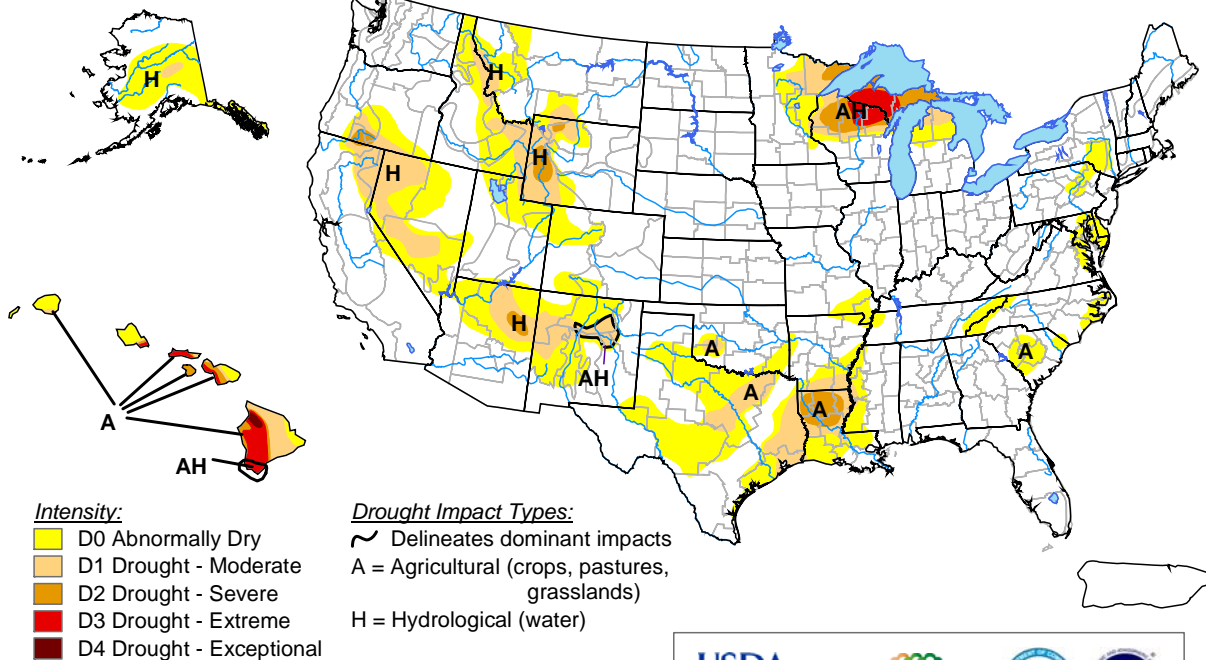 H
H
AH
H
H
H
A
A
AH
A
A
A
AH
Intensity:
D0 Abnormally Dry
D1 Drought - Moderate
D2 Drought - Severe
D3 Drought - Extreme
D4 Drought - Exceptional
Drought Impact Types:
Delineates dominant impacts
A = Agricultural (crops, pastures,
grasslands)
H = Hydrological (water)
USDA